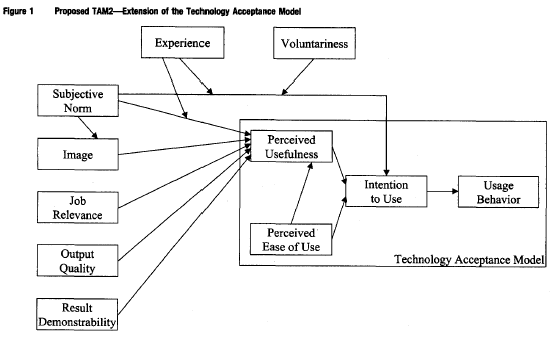 Figure 1 Proposed TAM2—Extension of the Technology Acceptance Model
Experience
Voluntariness
Subjective
Norm
Image
Job
Relevance
Output
Quality
Result
Demonstrability
Perceived
Usefulness
Perceived
Ease of Use
Intention
to Use
Usage
Behavior
Technology Acceptance Model